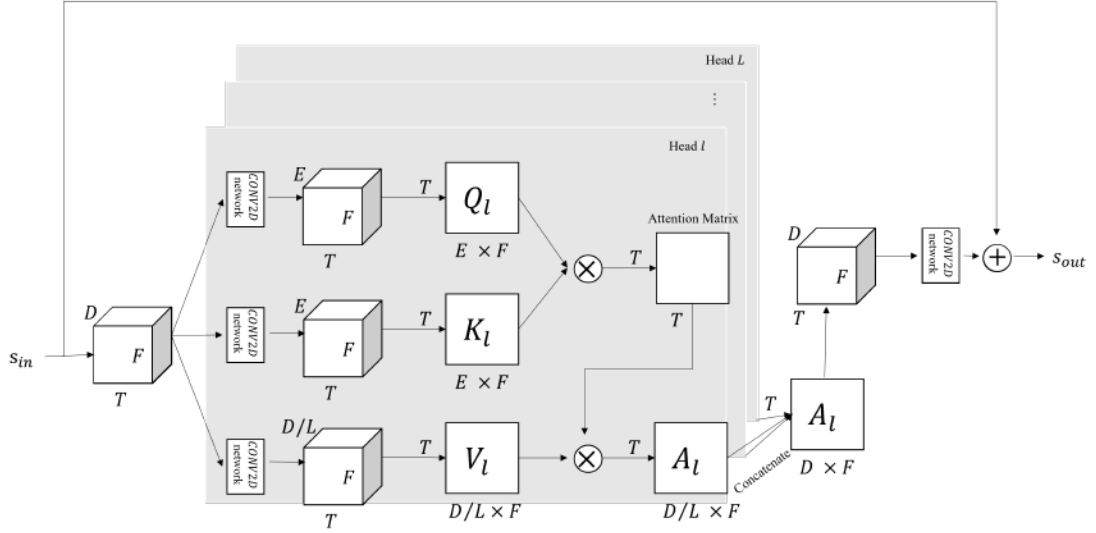 Head L
⋮
Head l
CONV2D
network
E
F
T
T
Q_l
E × F
Attention Matrix
T
T
CONV2D
network
E
F
T
T
K_l
E × F
s_in
D
F
T
CONV2D
network
D/L
F
T
T
V_l
D/L × F
T
A_l
D/L × F
Concatenate
T
A_l
D × F
D
F
T
CONV2D
network
s_out